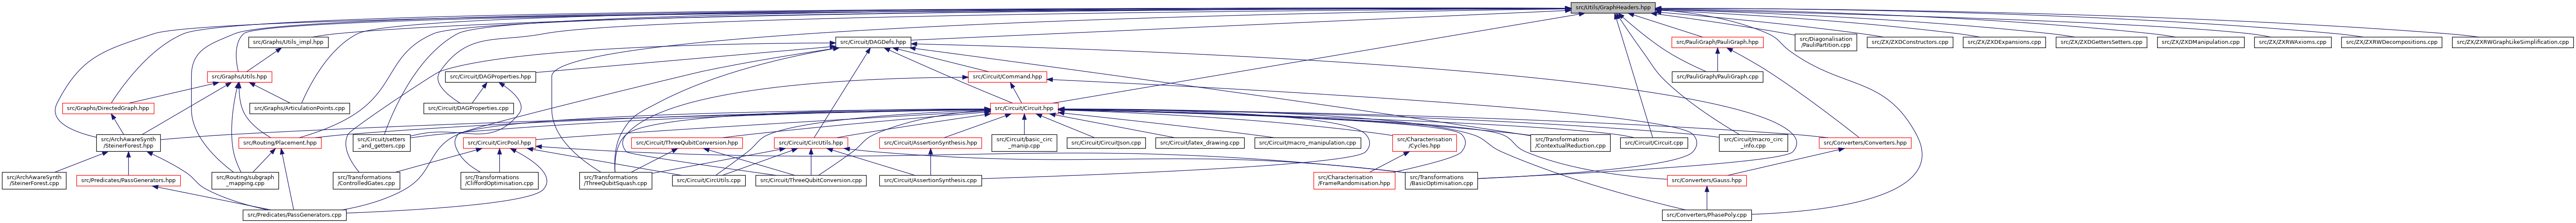 src/Utils/GraphHeaders.hpp
src/Graphs/Utils_impl.hpp
src/Circuit/DAGDefs.hpp
src/PauliGraph/PauliGraph.hpp
src/Diagonalisation
/PauliPartition.cpp
src/ZX/ZXDConstructors.cpp
src/ZX/ZXDExpansions.cpp
src/ZX/ZXDGettersSetters.cpp
src/ZX/ZXDManipulation.cpp
src/ZX/ZXRWAxioms.cpp
src/ZX/ZXRWDecompositions.cpp
src/ZX/ZXRWGraphLikeSimplification.cpp
src/Graphs/Utils.hpp
src/Circuit/DAGProperties.hpp
src/Circuit/Command.hpp
src/PauliGraph/PauliGraph.cpp
src/Graphs/DirectedGraph.hpp
src/Graphs/ArticulationPoints.cpp
src/Circuit/DAGProperties.cpp
src/Circuit/Circuit.hpp
src/ArchAwareSynth
/SteinerForest.hpp
src/Routing/Placement.hpp
src/Circuit/setters
_and_getters.cpp
src/Circuit/CircPool.hpp
src/Circuit/ThreeQubitConversion.hpp
src/Circuit/CircUtils.hpp
src/Circuit/AssertionSynthesis.hpp
src/Circuit/basic_circ
_manip.cpp
src/Circuit/CircuitJson.cpp
src/Circuit/latex_drawing.cpp
src/Circuit/macro_manipulation.cpp
src/Characterisation
/Cycles.hpp
src/Transformations
/ContextualReduction.cpp
src/Circuit/Circuit.cpp
src/Circuit/macro_circ
_info.cpp
src/Converters/Converters.hpp
src/ArchAwareSynth
/SteinerForest.cpp
src/Predicates/PassGenerators.hpp
src/Routing/subgraph
_mapping.cpp
src/Transformations
/ControlledGates.cpp
src/Transformations
/CliffordOptimisation.cpp
src/Transformations
/ThreeQubitSquash.cpp
src/Circuit/CircUtils.cpp
src/Circuit/ThreeQubitConversion.cpp
src/Circuit/AssertionSynthesis.cpp
src/Characterisation
/FrameRandomisation.hpp
src/Transformations
/BasicOptimisation.cpp
src/Converters/Gauss.hpp
src/Predicates/PassGenerators.cpp
src/Converters/PhasePoly.cpp